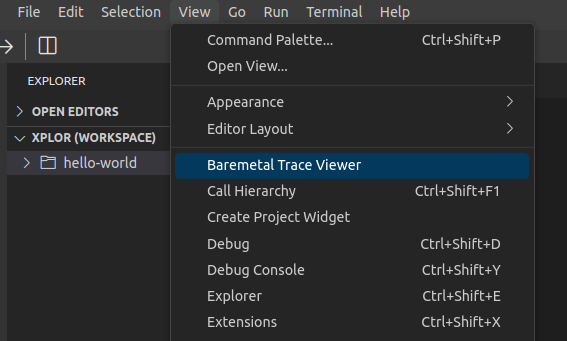 File Edit Selection View Go Run Terminal Help
Command Palette... Ctrl+Shift+P
Open View...
EXPLORER
Appearance
OPEN EDITORS
Editor Layout
XPLOR (WORKSPACE)
hello-world
Baremetal Trace Viewer
Call Hierarchy Ctrl+Shift+F1
Create Project Widget
Debug Ctrl+Shift+D
Debug Console Ctrl+Shift+Y
Explorer Ctrl+Shift+E
Extensions Ctrl+Shift+X